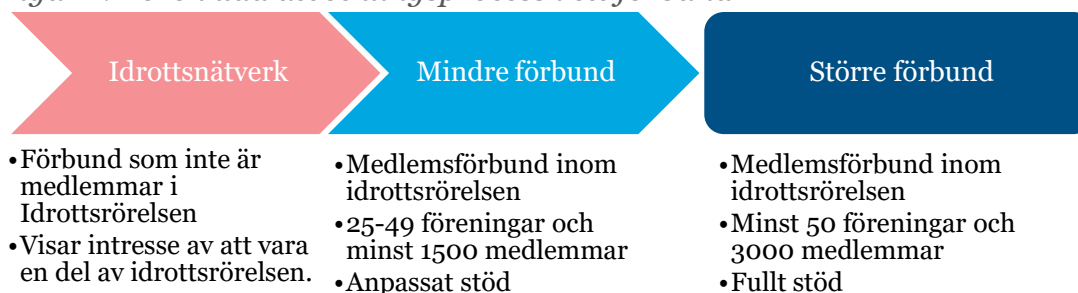 Idrottsnätverk
Mindre förbund
Större förbund
•Förbund som inte är
medlemmar i
Idrottsrörelsen
•Visar intresse av att vara
en del av idrottsrörelsen.
•Medlemsförbund inom
idrottsrörelsen
•25-49 föreningar och
minst 1500 medlemmar
•Anpassat stöd
•Medlemsförbund inom
idrottsrörelsen
•Minst 50 föreningar och
3000 medlemmar
•Fullt stöd